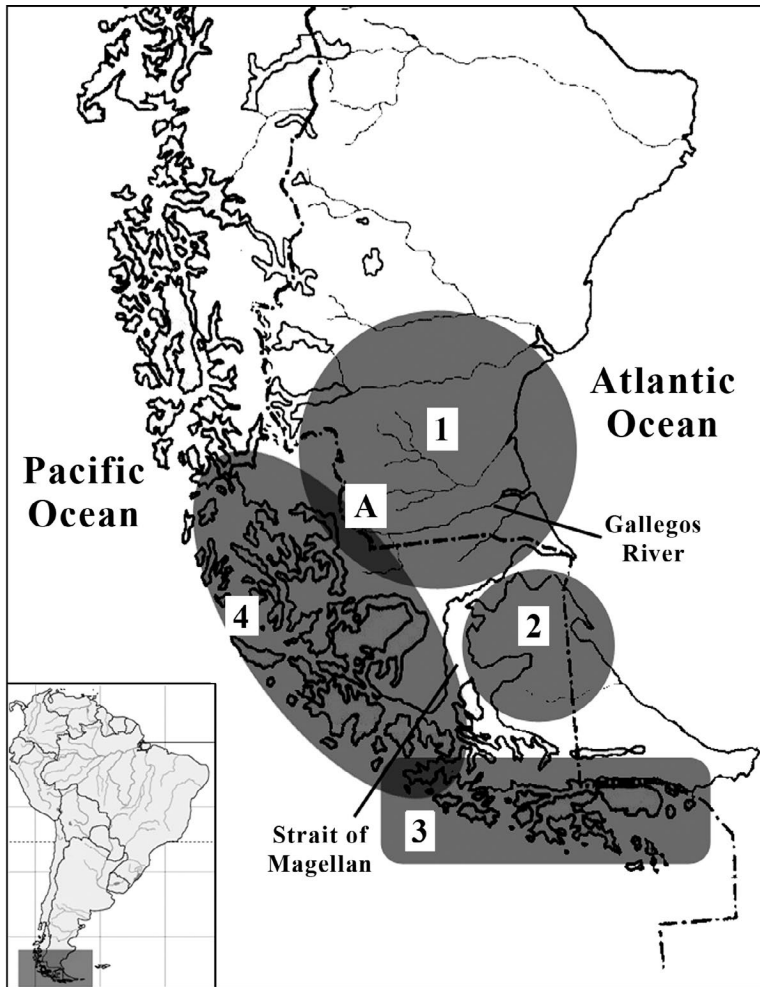 1
Atlantic
Ocean
Pacific
Ocean
A
Gallegos
River
4
2
Strait of
Magellan
3